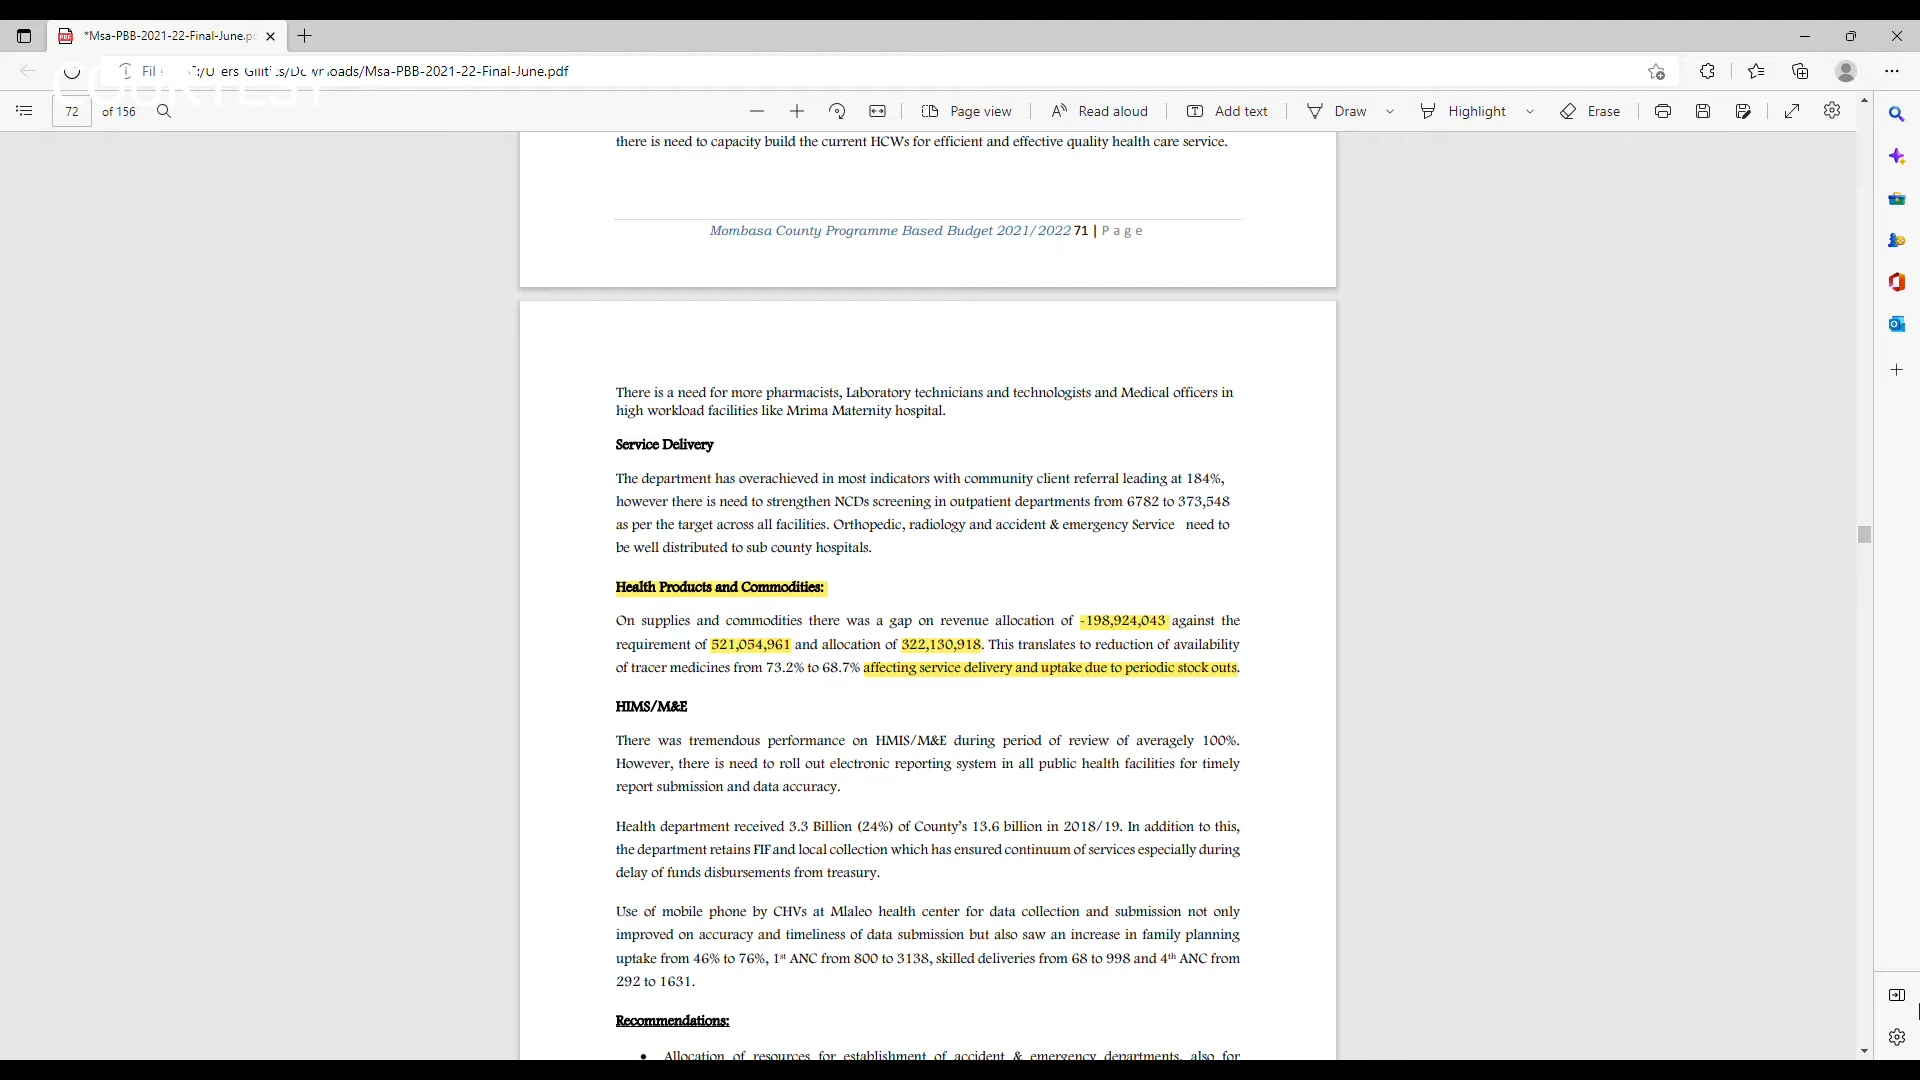 *Msa-PBB-2021-22-Final-June.p
COURTESY
/Msa-PBB-2021-22-Final-June.pdf
72 of 156
Page view
Read aloud
Add text
Draw
Highlight
Erase
there is need to capacity build the current HCWs for efficient and effective quality health care service.
Mombasa County Programme Based Budget 2021/2022 71 | Page
There is a need for more pharmacists, Laboratory technicians and technologists and Medical officers in
high workload facilities like Mrima Maternity hospital.
Service Delivery
The department has overachieved in most indicators with community client referral leading at 184%,
however there is need to strengthen NCDs screening in outpatient departments from 6782 to 373,548
as per the target across all facilities. Orthopedic, radiology and accident & emergency Service need to
be well distributed to sub county hospitals.
Health Products and Commodities:
On supplies and commodities there was a gap on revenue allocation of -198,924,043 against the
requirement of 521,054,961 and allocation of 322,130,918. This translates to reduction of availability
of tracer medicines from 73.2% to 68.7% affecting service delivery and uptake due to periodic stock outs.
HIMS/M&E
There was tremendous performance on HMIS/M&E during period of review of averagely 100%.
However, there is need to roll out electronic reporting system in all public health facilities for timely
report submission and data accuracy.
Health department received 3.3 Billion (24%) of County's 13.6 billion in 2018/19. In addition to this,
the department retains FIF and local collection which has ensured continuum of services especially during
delay of funds disbursements from treasury.
Use of mobile phone by CHVs at Mlaleo health center for data collection and submission not only
improved on accuracy and timeliness of data submission but also saw an increase in family planning
uptake from 46% to 76%, 1st ANC from 800 to 3138, skilled deliveries from 68 to 998 and 4th ANC from
292 to 1631.
Recommendations:
• Allocation of resources for establishment of accident & emergency departments, also for